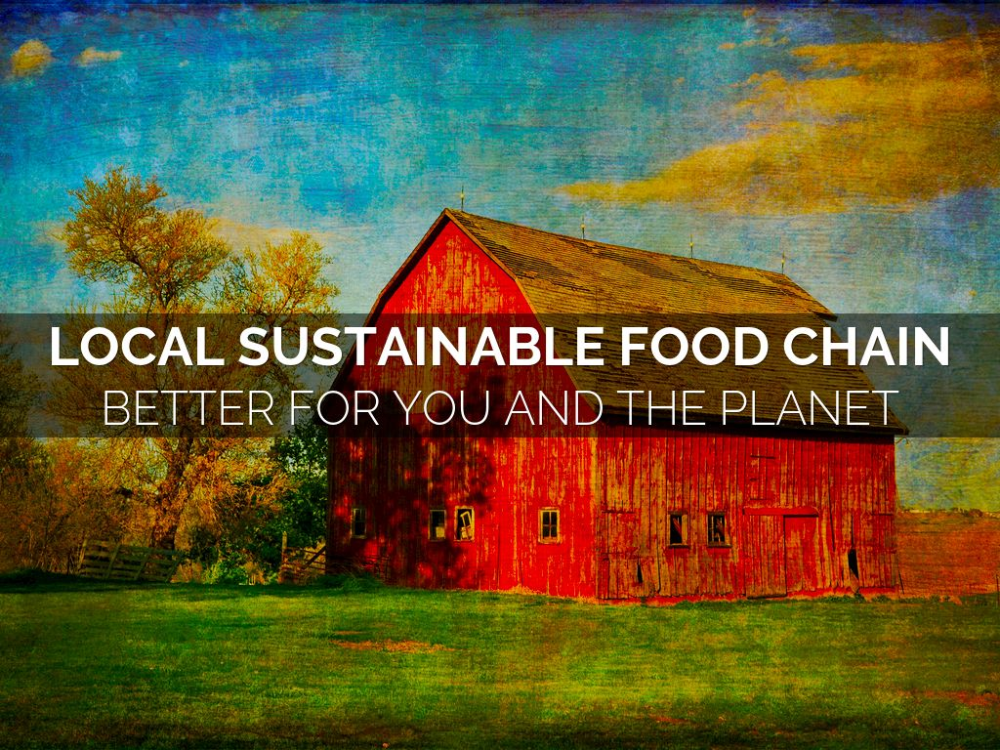 LOCAL SUSTAINABLE FOOD CHAIN
BETTER FOR YOU AND THE PLANET